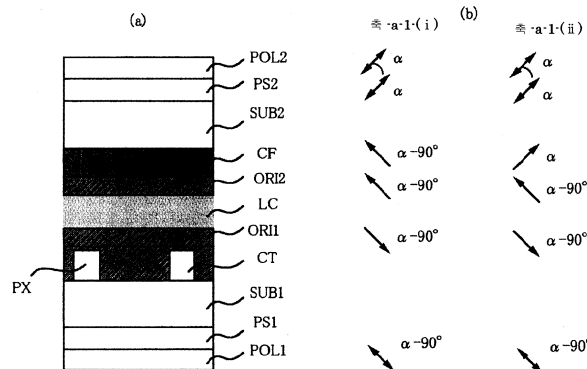 (a)
(b)
축-a-1-(ⅰ)
축-a-1-(ⅱ)
POL2
α
α
PS2
α
α
SUB2
CF
α-90°
α
ORI2
α-90°
α-90°
LC
ORI1
α-90°
α-90°
CT
PX
SUB1
PS1
α-90°
α-90°
POL1